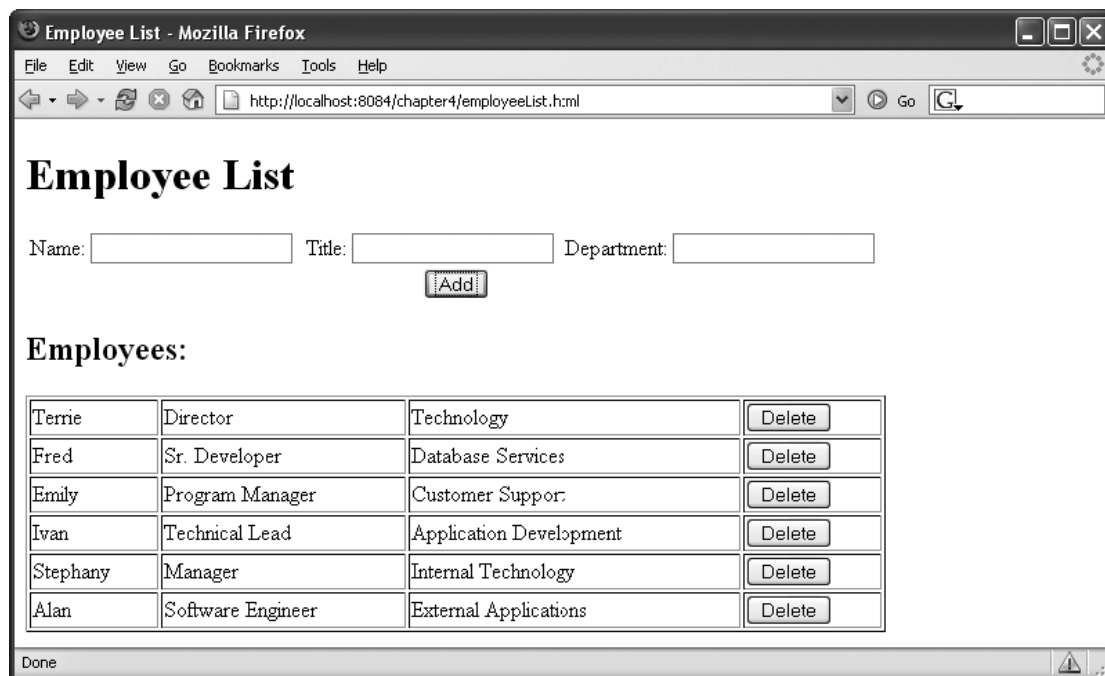 Employee List - Mozilla Firefox
File Edit View Go Bookmarks Tools Help
http://localhost:8084/chapter4/employeeList.html Go G
Employee List
Name: Title: Department:
Add
Employees:
Terrie Director Technology Delete
Fred Sr. Developer Database Services Delete
Emily Program Manager Customer Support Delete
Ivan Technical Lead Application Development Delete
Stephany Manager Internal Technology Delete
Alan Software Engineer External Applications Delete
Done